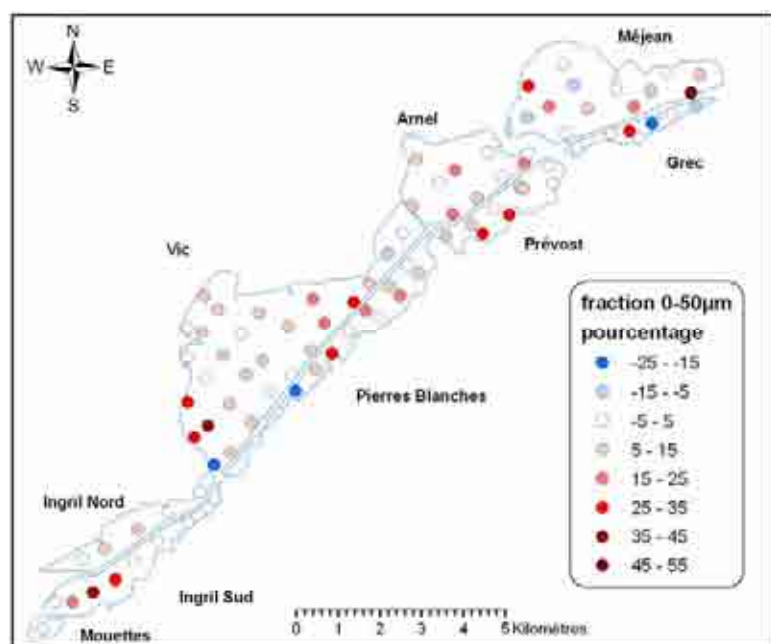 N
W E
S
Méjean
Arnel
Grec
Prévost
Vic
fraction 0-50µm
pourcentage
-25 - -15
-15 - -5
-5 - 5
5 - 15
15 - 25
25 - 35
35 - 45
45 - 55
Pierres Blanches
Ingril Nord
Ingril Sud
Mouettes
0 1 2 3 4 5 Kilomètres